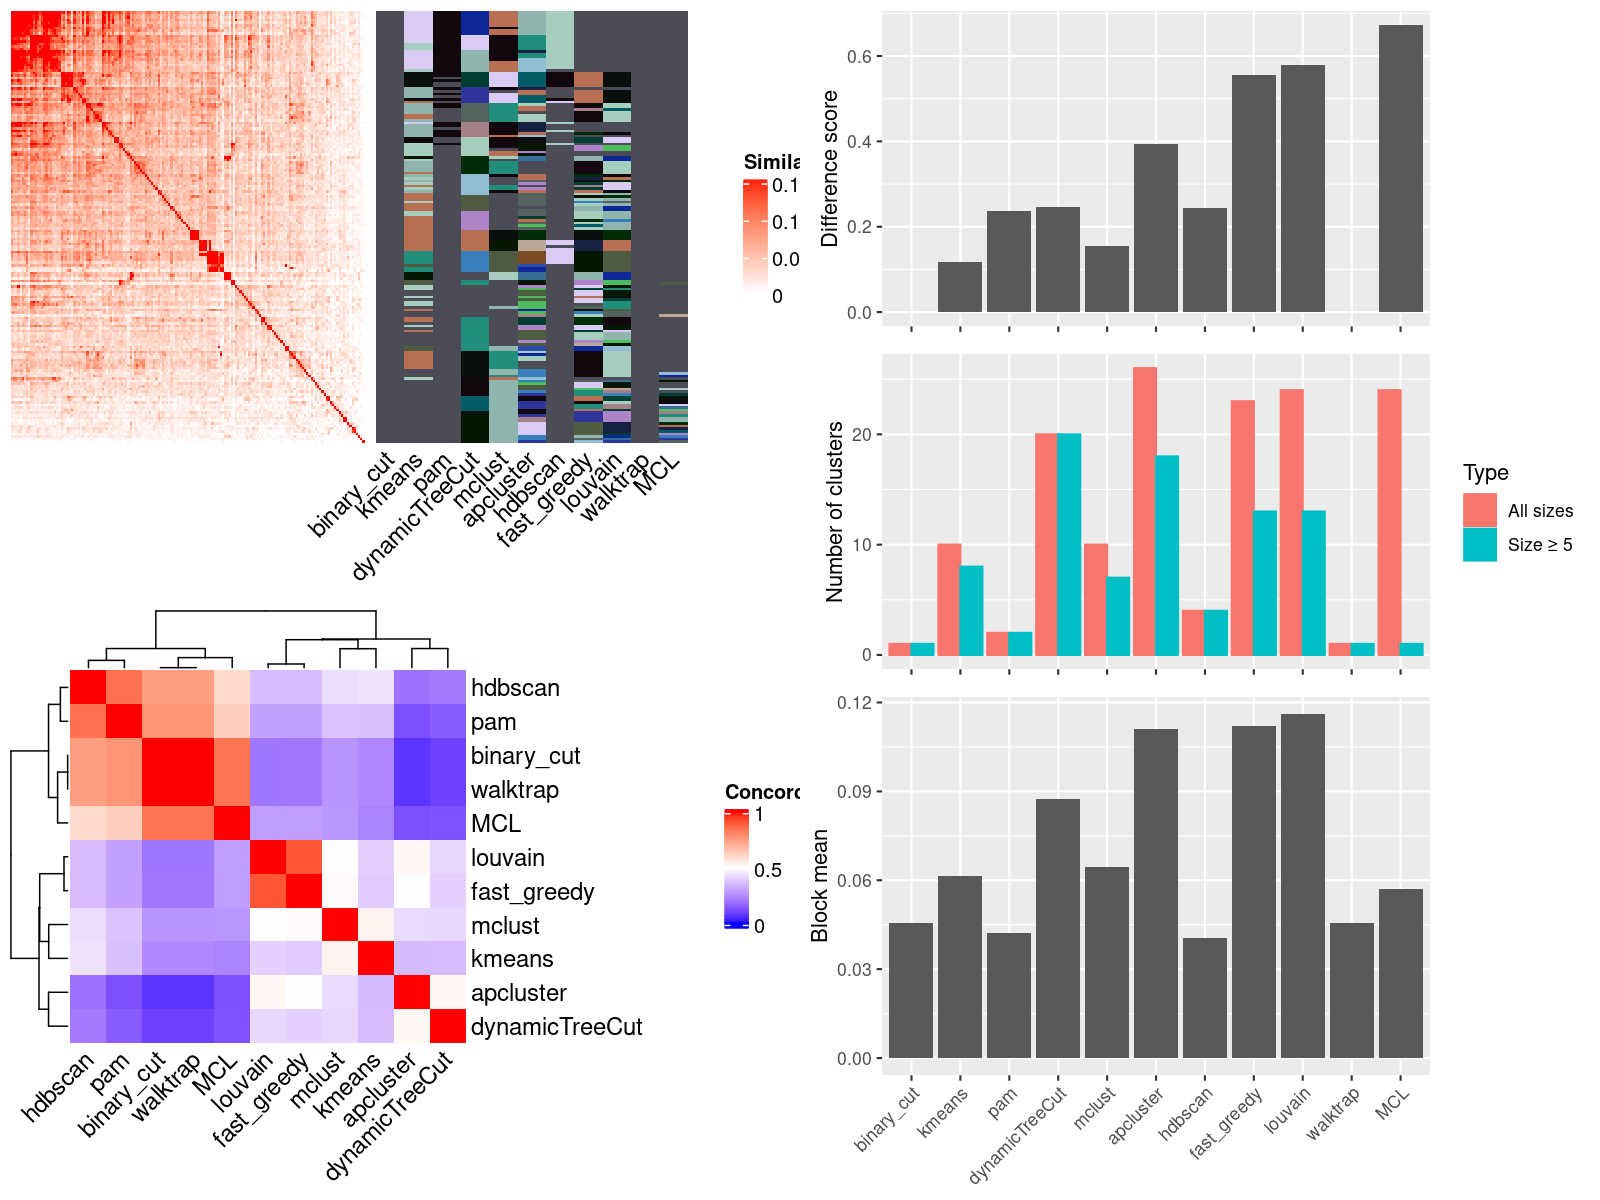 Simila
0.1
0.1
0.0
0
binary_cut
kmeans
pam
dynamicTreeCut
mclust
apcluster
hdbscan
fast_greedy
louvain
walktrap
MCL
hdbscan
pam
binary_cut
walktrap
MCL
louvain
fast_greedy
mclust
kmeans
apcluster
dynamicTreeCut
hdbscan
pam
binary_cut
walktrap
MCL
louvain
fast_greedy
mclust
kmeans
apcluster
dynamicTreeCut
Concord
1
0.5
0
Difference score
0.6
0.4
0.2
0.0
Number of clusters
20
10
0
Type
All sizes
Size ≥ 5
Block mean
0.12
0.09
0.06
0.03
0.00
binary_cut
kmeans
pam
dynamicTreeCut
mclust
apcluster
hdbscan
fast_greedy
louvain
walktrap
MCL